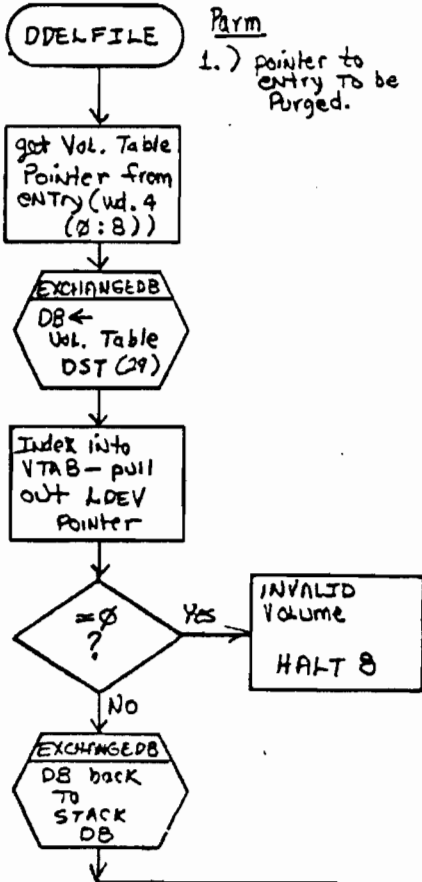 DDELFILE
Parm
1.) pointer to
entry To be
Purged.
get Vol. Table
Pointer from
ENTry (wd. 4
(Ø:8))
EXCHANGEDB
DB←
Vol. Table
DST (29)
Index into
VTAB - pull
out LDEV
Pointer
=Ø
?
Yes
INVALID
Volume
HALT 8
NO
EXCHANGEDB
DB back
TO
STACK
DB